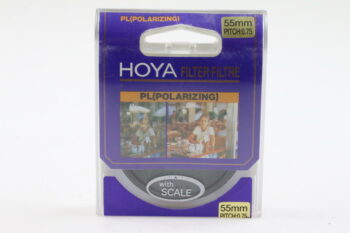 PL(POLARIZING)
55mm
PITCH:0.75
HOYA FILTER FILTRE
PL(POLARIZING)
with
SCALE
55mm
PITCH:0.75